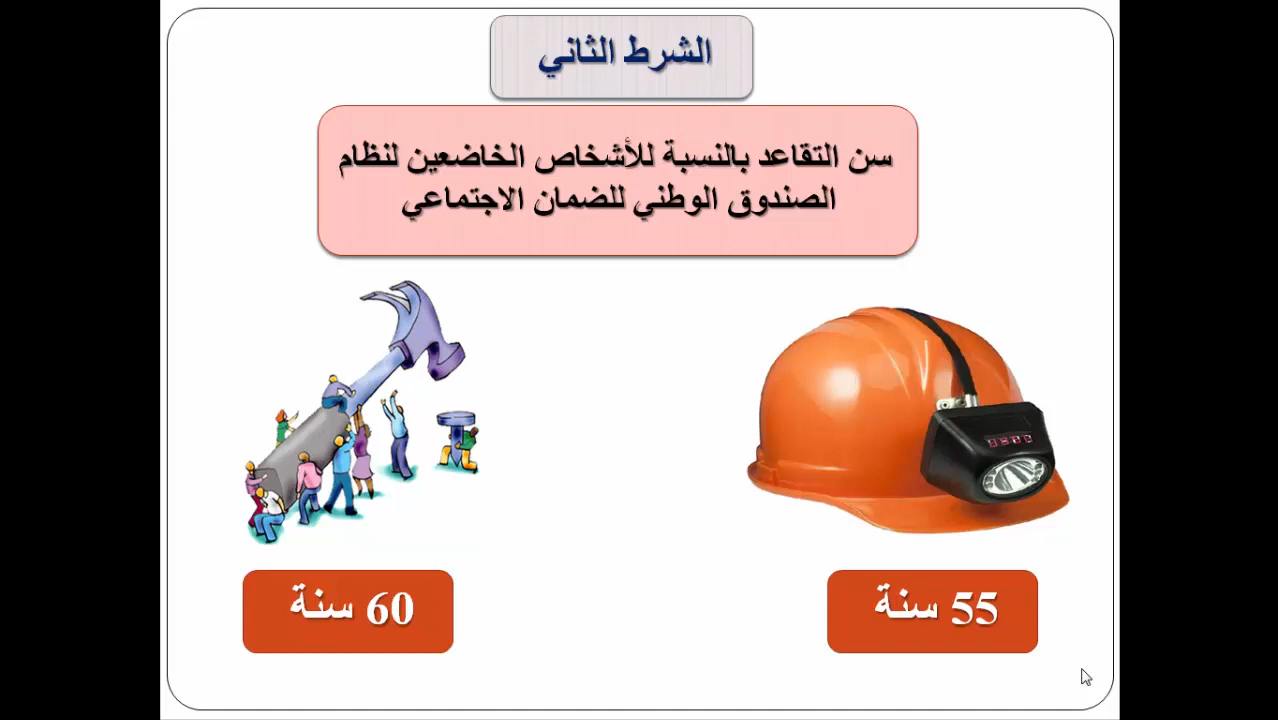 الشرط الثاني
سن التقاعد بالنسبة للأشخاص الخاضعين لنظام
الصندوق الوطني للضمان الاجتماعي
55 سنة
60 سنة